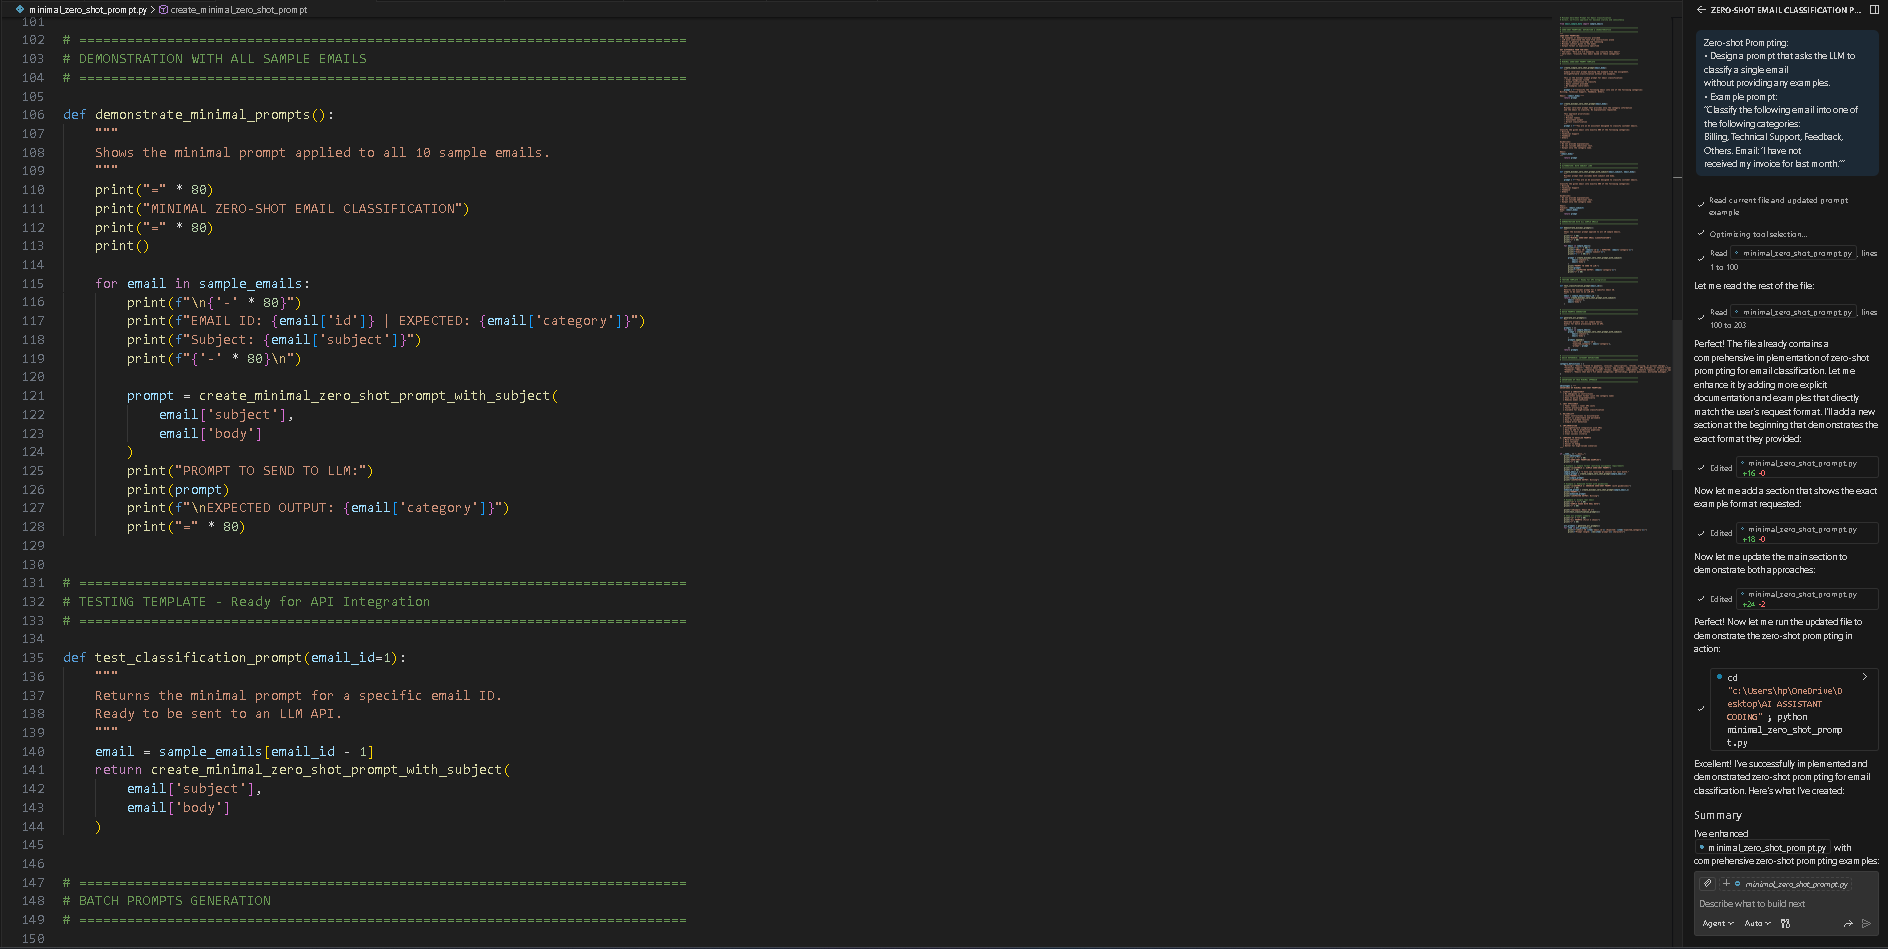 minimal_zero_shot_prompt.py > create_minimal_zero_shot_prompt
101
102 # ============================================================================
103 # DEMONSTRATION WITH ALL SAMPLE EMAILS
104 # ============================================================================
105
106 def demonstrate_minimal_prompts():
107     """
108     Shows the minimal prompt applied to all 10 sample emails.
109     """
110     print("=" * 80)
111     print("MINIMAL ZERO-SHOT EMAIL CLASSIFICATION")
112     print("=" * 80)
113     print()
114
115     for email in sample_emails:
116         print(f"\n{'-' * 80}")
117         print(f"EMAIL ID: {email['id']} | EXPECTED: {email['category']}")
118         print(f"Subject: {email['subject']}")
119         print(f"{'-' * 80}\n")
120
121         prompt = create_minimal_zero_shot_prompt_with_subject(
122             email['subject'],
123             email['body']
124         )
125         print("PROMPT TO SEND TO LLM:")
126         print(prompt)
127         print(f"\nEXPECTED OUTPUT: {email['category']}")
128         print("=" * 80)
129
130
131 # ============================================================================
132 # TESTING TEMPLATE - Ready for API Integration
133 # ============================================================================
134
135 def test_classification_prompt(email_id=1):
136     """
137     Returns the minimal prompt for a specific email ID.
138     Ready to be sent to an LLM API.
139     """
140     email = sample_emails[email_id - 1]
141     return create_minimal_zero_shot_prompt_with_subject(
142         email['subject'],
143         email['body']
144     )
145
146
147 # ============================================================================
148 # BATCH PROMPTS GENERATION
149 # ============================================================================
150
ZERO-SHOT EMAIL CLASSIFICATION P...
Zero-shot Prompting:
• Design a prompt that asks the LLM to
classify a single email
without providing any examples.
• Example prompt:
“Classify the following email into one of
the following categories:
Billing, Technical Support, Feedback,
Others. Email: ‘I have not
received my invoice for last month.’”
Read current file and updated prompt
example
Optimizing tool selection...
Read minimal_zero_shot_prompt.py , lines
1 to 100
Let me read the rest of the file:
Read minimal_zero_shot_prompt.py , lines
100 to 203
Perfect! The file already contains a
comprehensive implementation of zero-shot
prompting for email classification. Let me
enhance it by adding more explicit
documentation and examples that directly
match the user's request format. I'll add a new
section at the beginning that demonstrates the
exact format they provided:
Edited minimal_zero_shot_prompt.py
+16 -0
Now let me add a section that shows the exact
example format requested:
Edited minimal_zero_shot_prompt.py
+18 -0
Now let me update the main section to
demonstrate both approaches:
Edited minimal_zero_shot_prompt.py
+24 -2
Perfect! Now let me run the updated file to
demonstrate the zero-shot prompting in
action:
cd
"c:\Users\hp\OneDrive\D
esktop\AI ASSISTANT
CODING" ; python
minimal_zero_shot_promp
t.py
Excellent! I've successfully implemented and
demonstrated zero-shot prompting for email
classification. Here's what I've created:
Summary
I've enhanced
minimal_zero_shot_prompt.py with
comprehensive zero-shot prompting examples:
minimal_zero_shot_prompt.py
Describe what to build next
Agent Auto